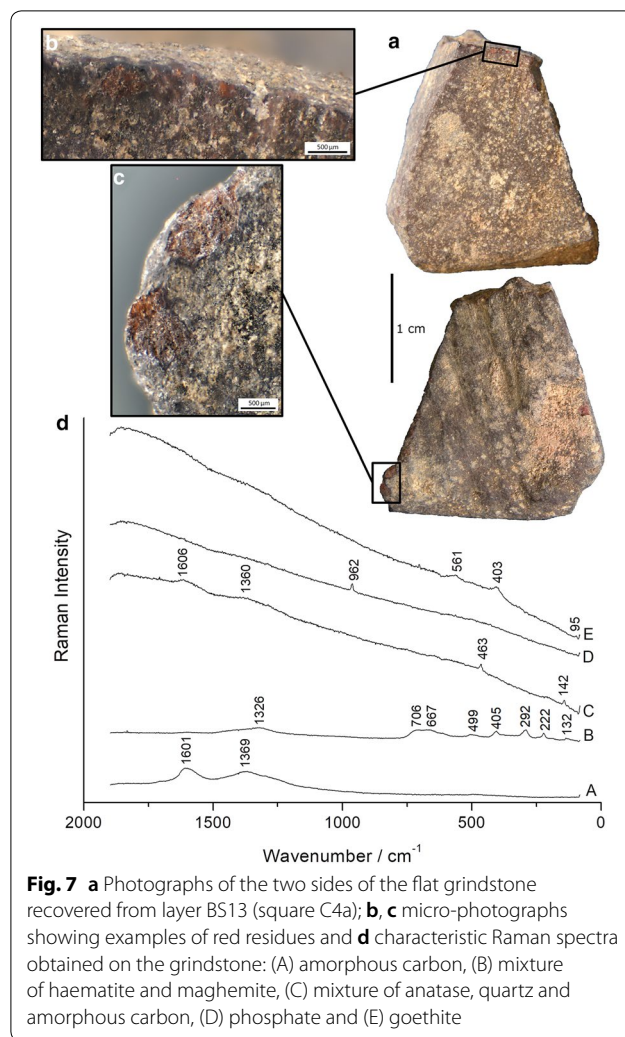 b
a
500 µm
c
1 cm
500 µm
d
1606
1360
962
561
403
95
E
D
463
142
C
1326
706
667
499
405
292
222
132
B
1601
1369
A
Raman Intensity
2000 1500 1000 500 0
Wavenumber / cm⁻¹
Fig. 7 a Photographs of the two sides of the flat grindstone
recovered from layer BS13 (square C4a); b, c micro-photographs
showing examples of red residues and d characteristic Raman spectra
obtained on the grindstone: (A) amorphous carbon, (B) mixture
of haematite and maghemite, (C) mixture of anatase, quartz and
amorphous carbon, (D) phosphate and (E) goethite